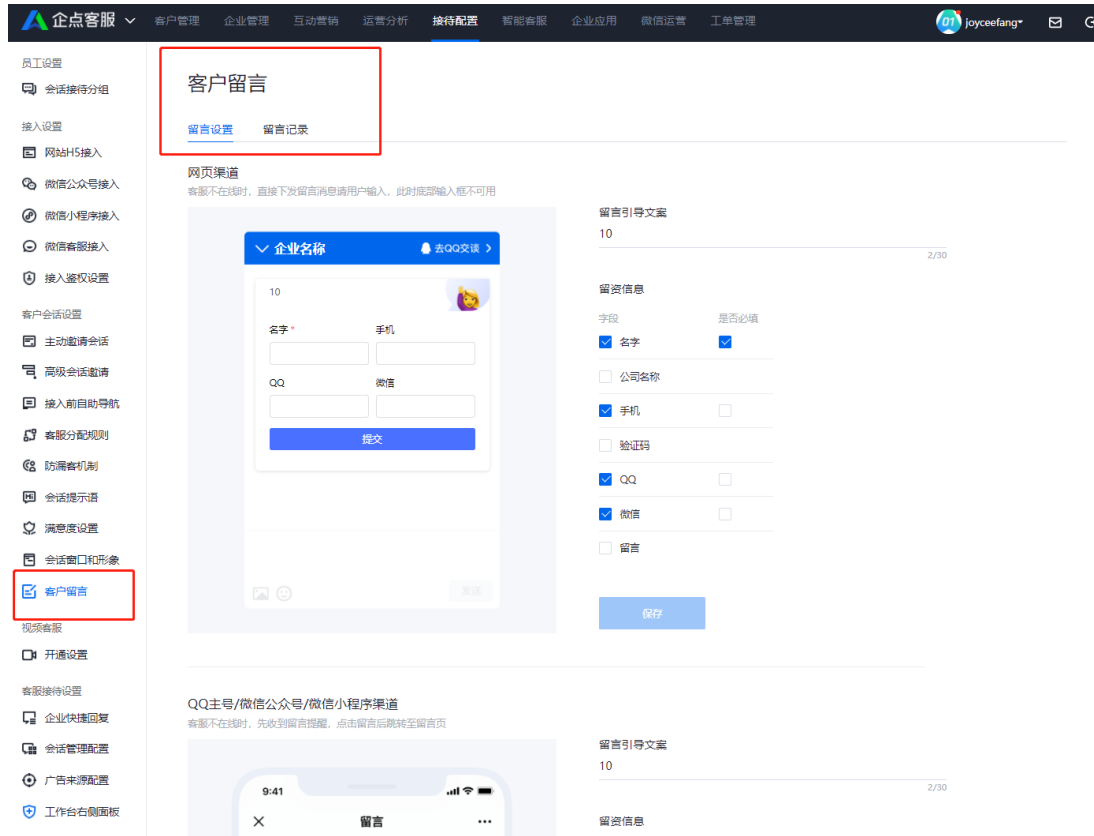 企点客服 客户管理 企业管理 互动营销 运营分析 接待配置 智能客服 企业应用 微信运营 工单管理 joyceefang
员工设置
会话接待分组
接入设置
网站H5接入
微信公众号接入
微信小程序接入
微信客服接入
接入鉴权设置
客户会话设置
主动邀请会话
高级会话邀请
接入前自助导航
客服分配规则
防漏客机制
会话提示语
满意度设置
会话窗口和形象
客户留言
视频客服
开通设置
客服接待设置
企业快捷回复
会话管理配置
广告来源配置
工作台右侧面板
客户留言
留言设置 留言记录
网页渠道
客服不在线时，直接下发留言消息请用户输入，此时底部输入框不可用
企业名称 去QQ交谈
10
名字 * 手机
QQ 微信
提交
发送
留言引导文案
10
2/30
留资信息
字段 是否必填
名字
公司名称
手机
验证码
QQ
微信
留言
保存
QQ主号/微信公众号/微信小程序渠道
客服不在线时，先收到留言提醒，点击留言后跳转至留言页
9:41
留言
留言引导文案
10
2/30
留资信息